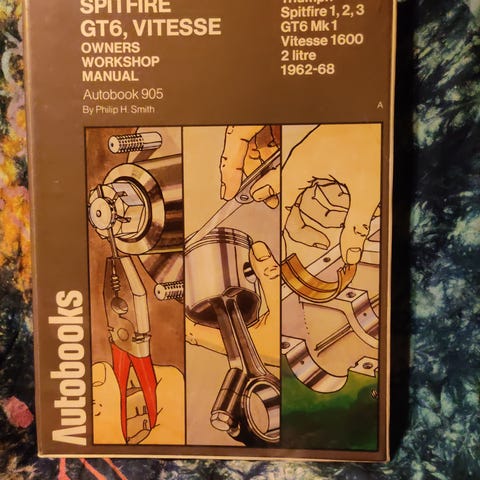 SPITFIRE
GT6, VITESSE
OWNERS
WORKSHOP
MANUAL
Autobook 905
By Philip H. Smith
Triumph
Spitfire 1, 2, 3
GT6 Mk 1
Vitesse 1600
2 litre
1962-68
A
Autobooks